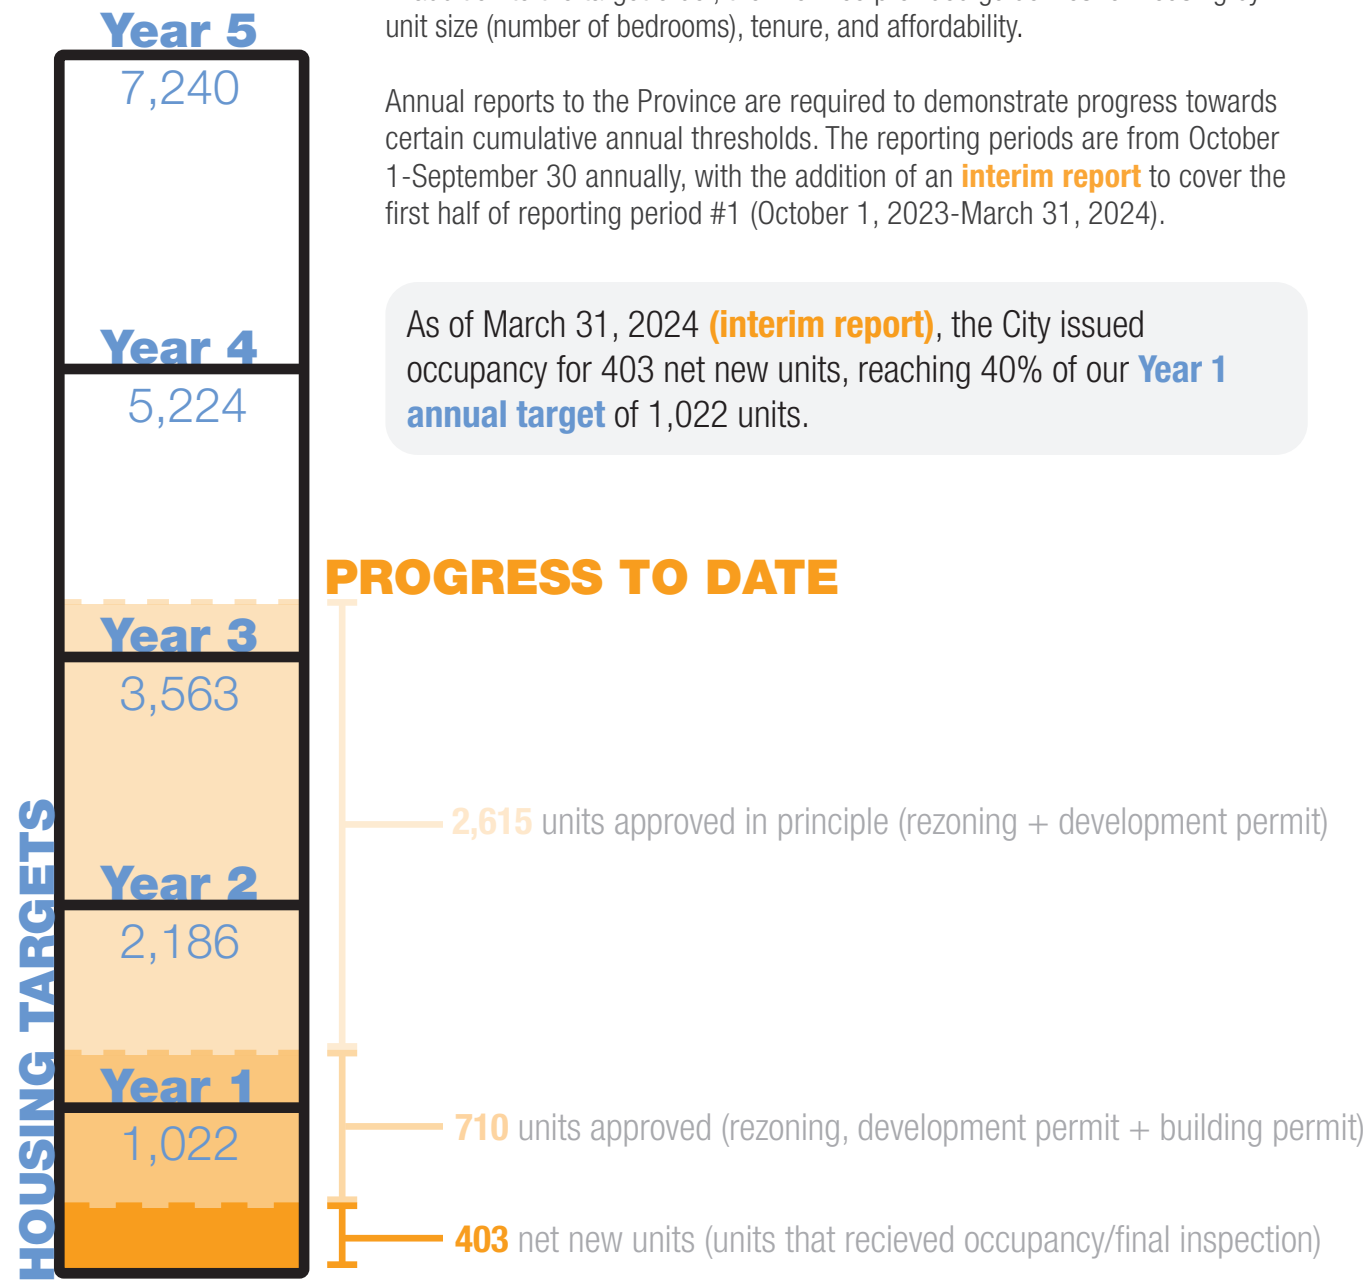 unit size (number of bedrooms), tenure, and affordability.
Annual reports to the Province are required to demonstrate progress towards
certain cumulative annual thresholds. The reporting periods are from October
1-September 30 annually, with the addition of an interim report to cover the
first half of reporting period #1 (October 1, 2023-March 31, 2024).
As of March 31, 2024 (interim report), the City issued
occupancy for 403 net new units, reaching 40% of our Year 1
annual target of 1,022 units.
PROGRESS TO DATE
HOUSING TARGETS
Year 5
7,240
Year 4
5,224
Year 3
3,563
Year 2
2,186
Year 1
1,022
2,615 units approved in principle (rezoning + development permit)
710 units approved (rezoning, development permit + building permit)
403 net new units (units that recieved occupancy/final inspection)